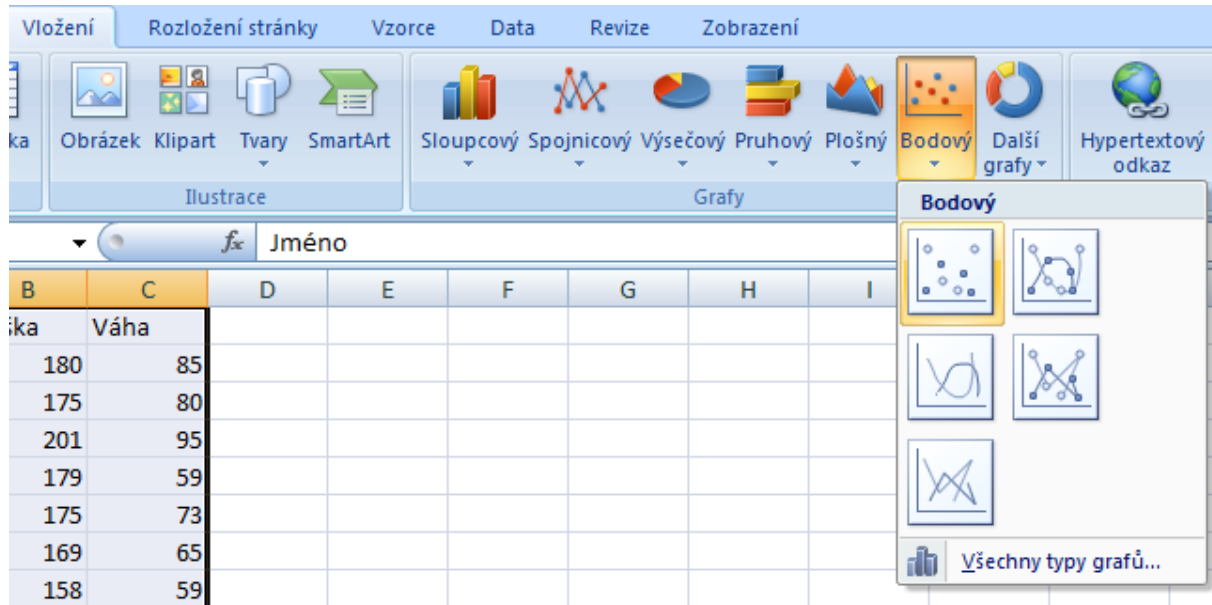 Vložení Rozložení stránky Vzorce Data Revize Zobrazení
Obrázek Klipart Tvary SmartArt Sloupcový Spojnicový Výsečový Pruhový Plošný Bodový Další grafy Hypertextový odkaz
Ilustrace Grafy
Bodový
fx Jméno
B C D E F G H I
Váha
180 85
175 80
201 95
179 59
175 73
169 65
158 59
Všechny typy grafů...